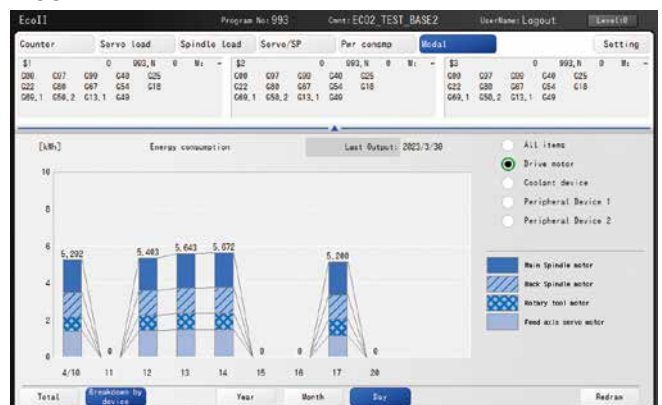 EcoII Program No: 993 Cmnt: ECO2_TEST_BASE2 UserName: Logout Level:0
Counter Servo load Spindle load Servo/SP Pwr consmp Modal Setting
$1 0 993,N 0 N: - $2 0 993,N 0 N: - $3 0 993,N 0 N: -
G00 G97 G99 G40 G25 G00 G97 G99 G40 G25 G00 G97 G99 G40 G25
G22 G80 G67 G54 G18 G22 G80 G67 G54 G18 G22 G80 G67 G54 G18
G69.1 G50.2 G13.1 G49 G69.1 G50.2 G13.1 G49 G69.1 G50.2 G13.1 G49
[kWh] Energy consumption Last Output: 2023/3/30
All items
Drive motor
Coolant device
Peripheral Device 1
Peripheral Device 2
10
8
6
4
2
0
5.292 0 5.403 5.643 5.672 0 0 5.200 0
4/10 11 12 13 14 15 16 17 20
Main Spindle motor
Back Spindle motor
Rotary tool motor
Feed axis servo motor
Total Breakdown by device Year Month Day Redraw